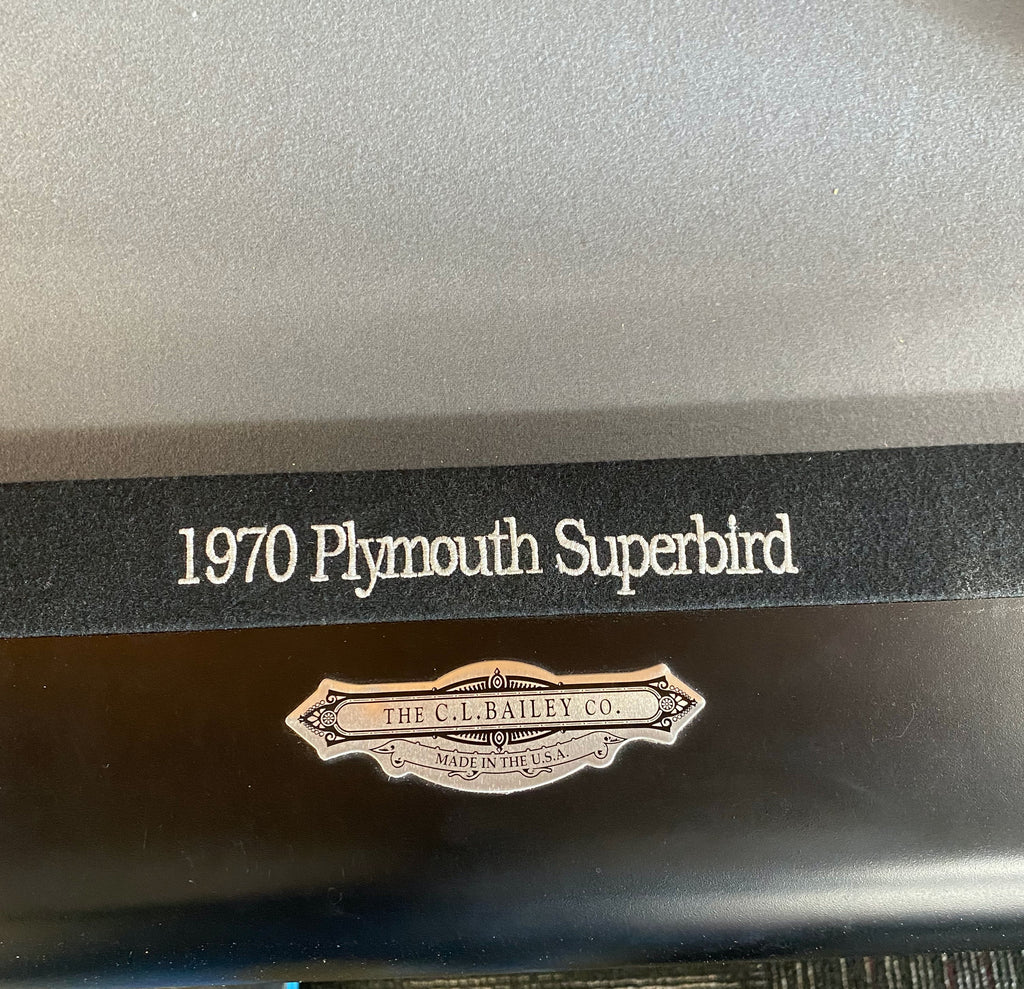 1970 Plymouth Superbird
THE C.L.BAILEY CO.
MADE IN THE U.S.A.